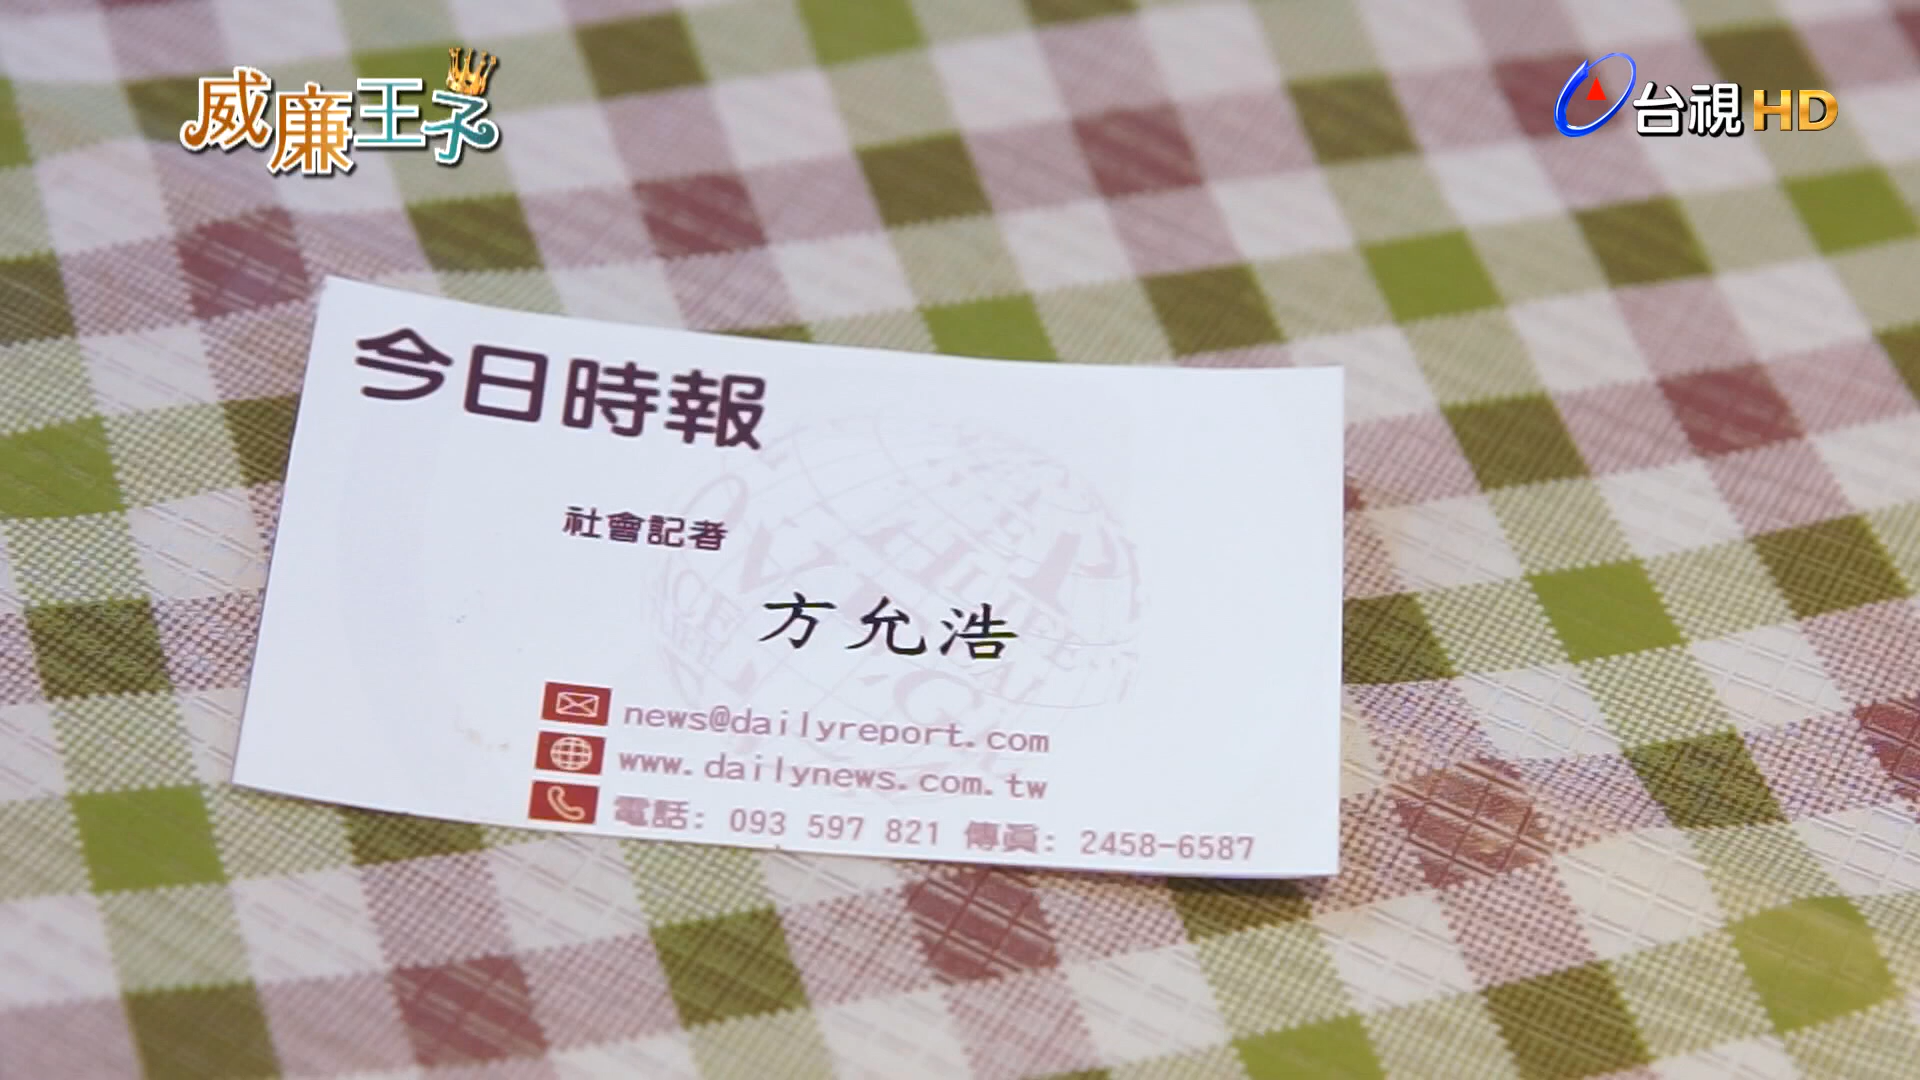 威廉王子
台視HD
今日時報
社會記者
方允浩
news@dailyreport.com
www.dailynews.com.tw
電話: 093 597 821 傳真: 2458-6587